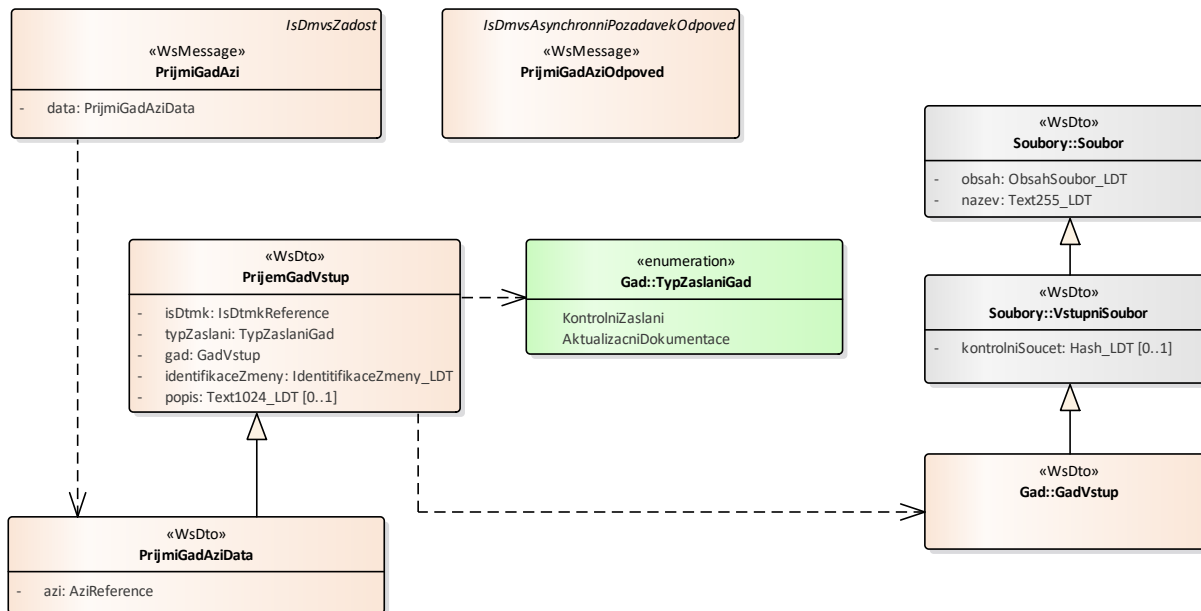 IsDmvsZadost
«WsMessage»
PrijmiGadAzi
- data: PrijmiGadAziData
IsDmvsAsynchronniPozadavekOdpoved
«WsMessage»
PrijmiGadAziOdpoved
«WsDto»
Soubory::Soubor
- obsah: ObsahSoubor_LDT
- nazev: Text255_LDT
«WsDto»
PrijemGadVstup
- isDtmk: IsDtmkReference
- typZaslani: TypZaslaniGad
- gad: GadVstup
- identifikaceZmeny: IdentitifikaceZmeny_LDT
- popis: Text1024_LDT [0..1]
«enumeration»
Gad::TypZaslaniGad
KontrolniZaslani
AktualizacniDokumentace
«WsDto»
Soubory::VstupniSoubor
- kontrolniSoucet: Hash_LDT [0..1]
«WsDto»
Gad::GadVstup
«WsDto»
PrijmiGadAziData
- azi: AziReference